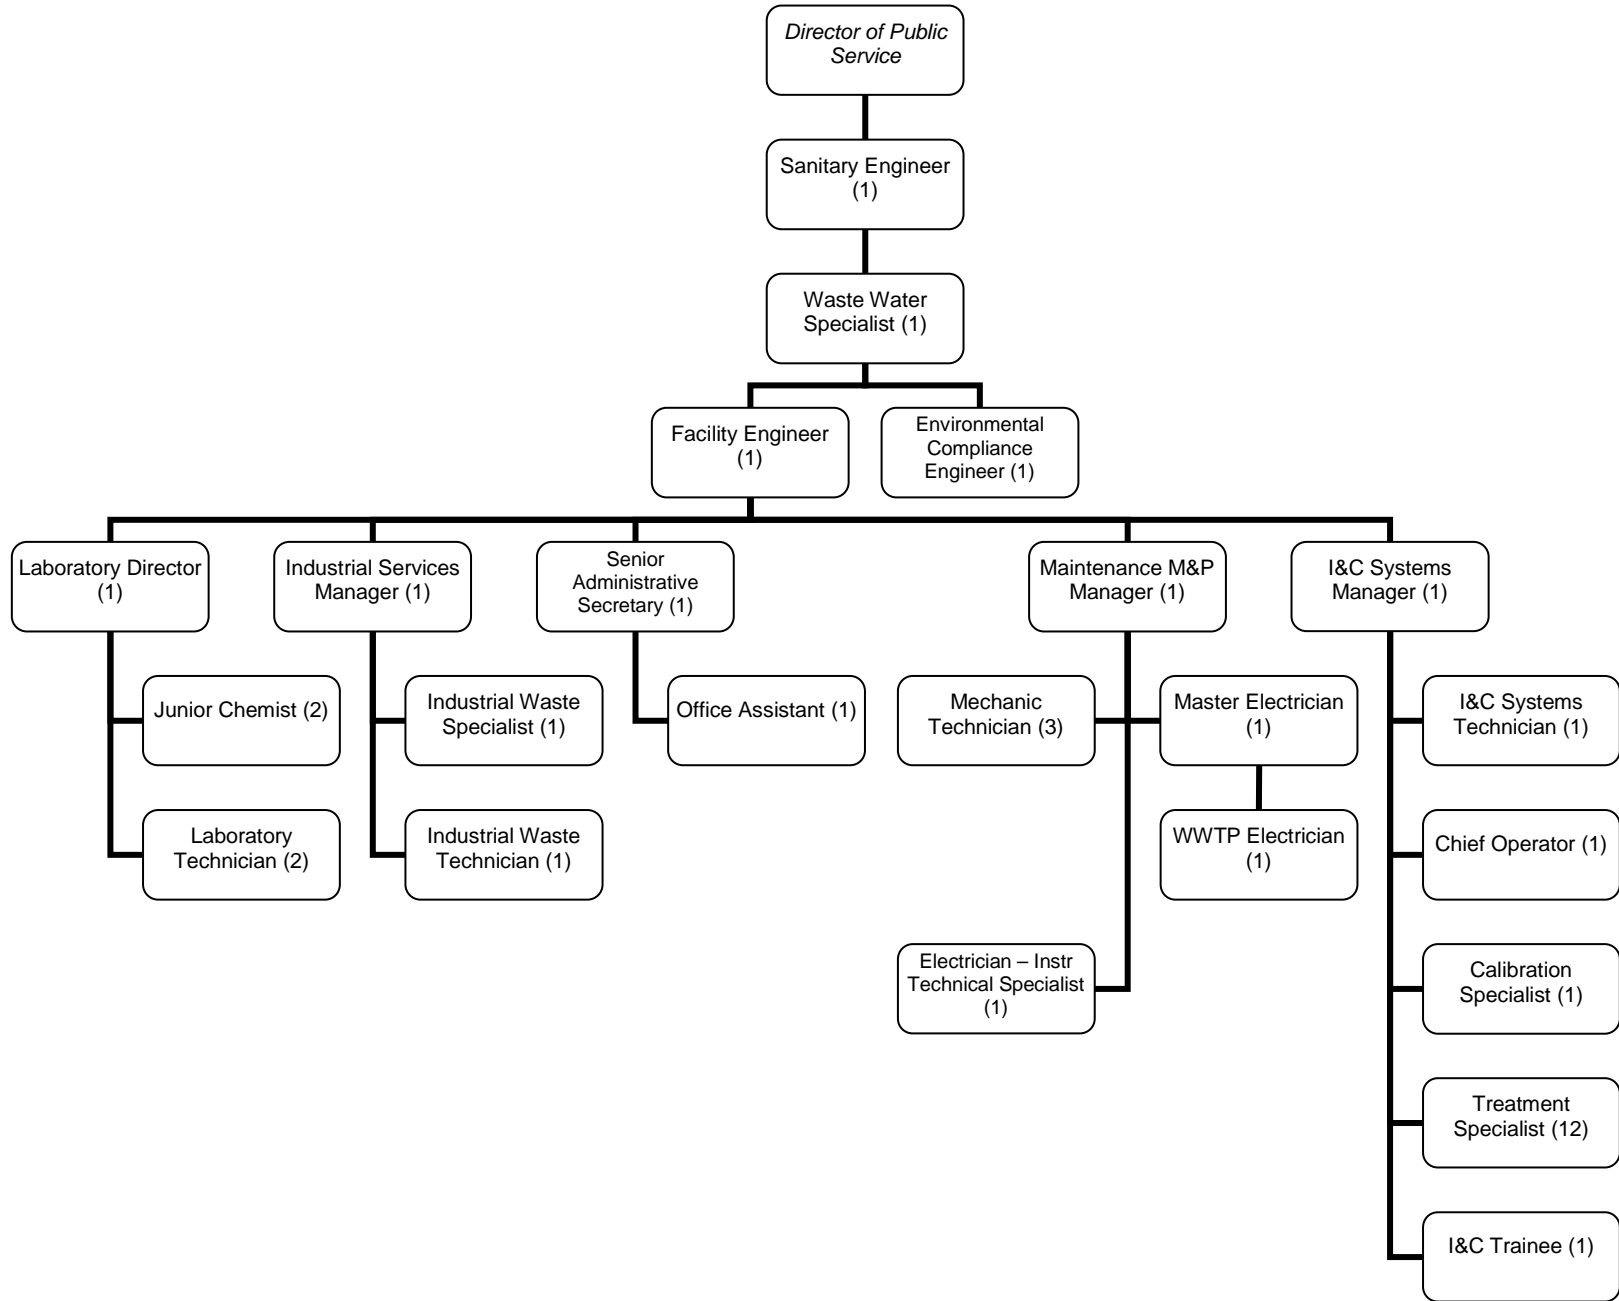 Director of Public
Service
Sanitary Engineer
(1)
Waste Water
Specialist (1)
Facility Engineer
(1)
Environmental
Compliance
Engineer (1)
Laboratory Director
(1)
Industrial Services
Manager (1)
Senior
Administrative
Secretary (1)
Maintenance M&P
Manager (1)
I&C Systems
Manager (1)
Junior Chemist (2)
Industrial Waste
Specialist (1)
Office Assistant (1)
Mechanic
Technician (3)
Master Electrician
(1)
I&C Systems
Technician (1)
Laboratory
Technician (2)
Industrial Waste
Technician (1)
WWTP Electrician
(1)
Chief Operator (1)
Electrician – Instr
Technical Specialist
(1)
Calibration
Specialist (1)
Treatment
Specialist (12)
I&C Trainee (1)